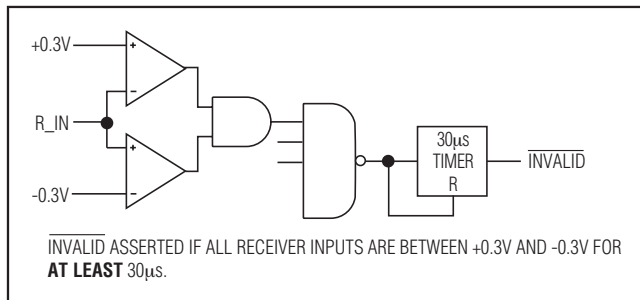 +0.3V
+
-
R_IN
+
-
-0.3V
30µs
TIMER
R
INVALID
INVALID ASSERTED IF ALL RECEIVER INPUTS ARE BETWEEN +0.3V AND -0.3V FOR
AT LEAST 30µs.